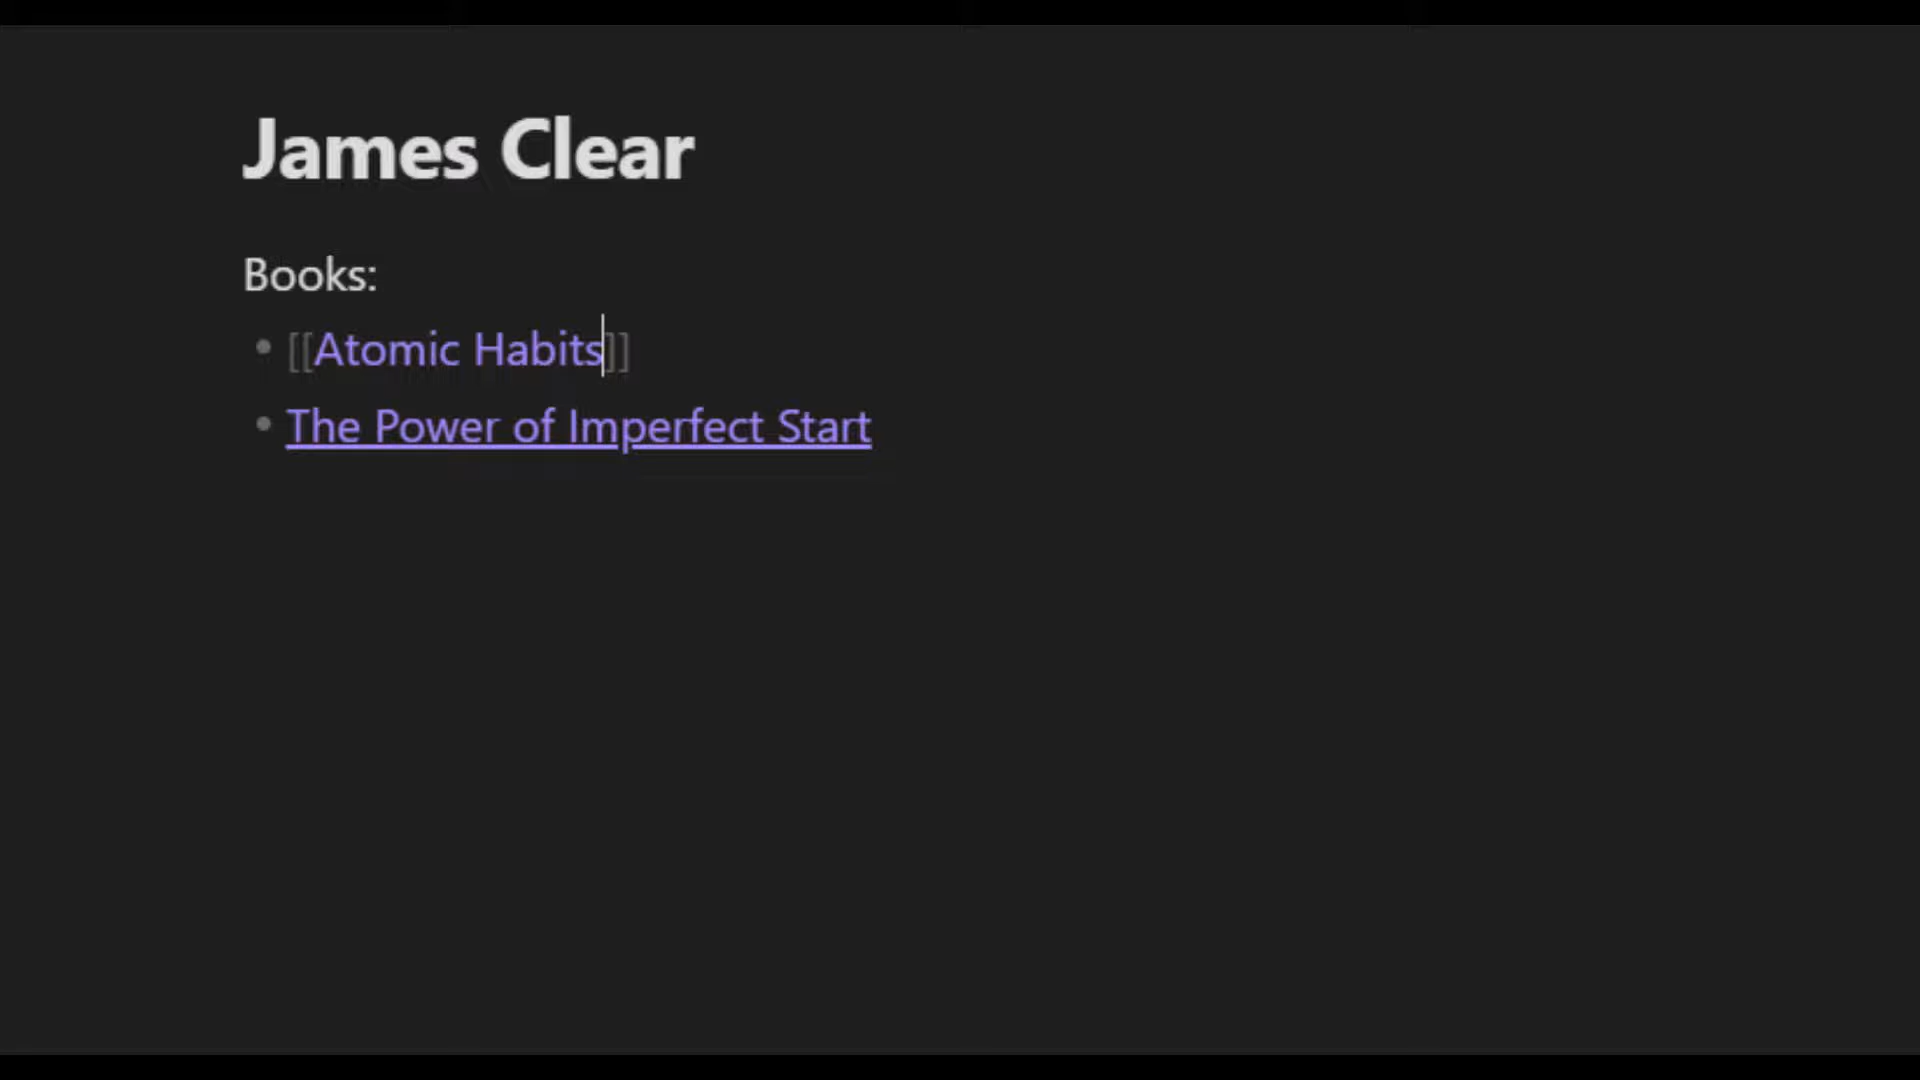 James Clear
Books:
[[Atomic Habits]]
The Power of Imperfect Start